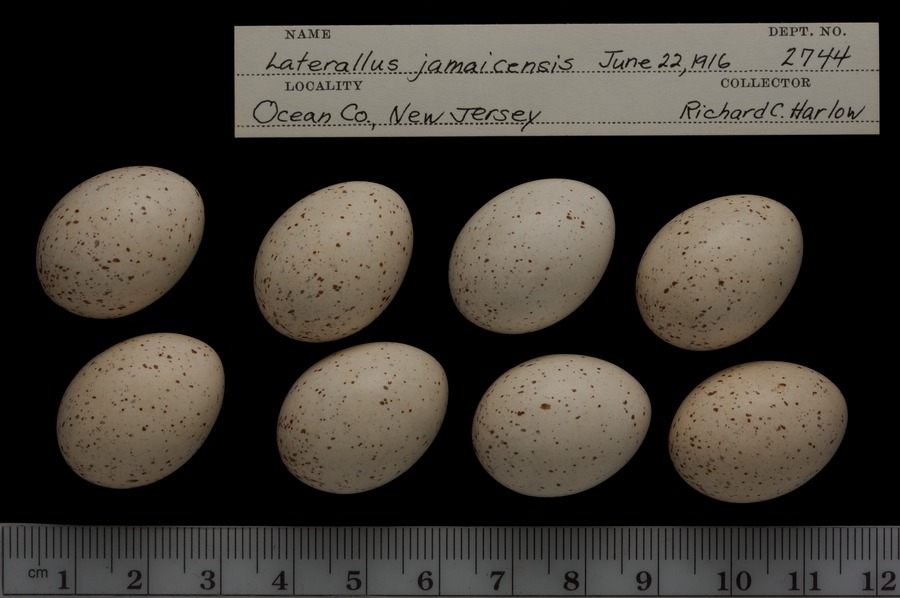 NAME DEPT. NO.
Laterallus jamaicensis June 22, 1916 2744
LOCALITY COLLECTOR
Ocean Co., New Jersey Richard C. Harlow
cm 1 2 3 4 5 6 7 8 9 10 11 12